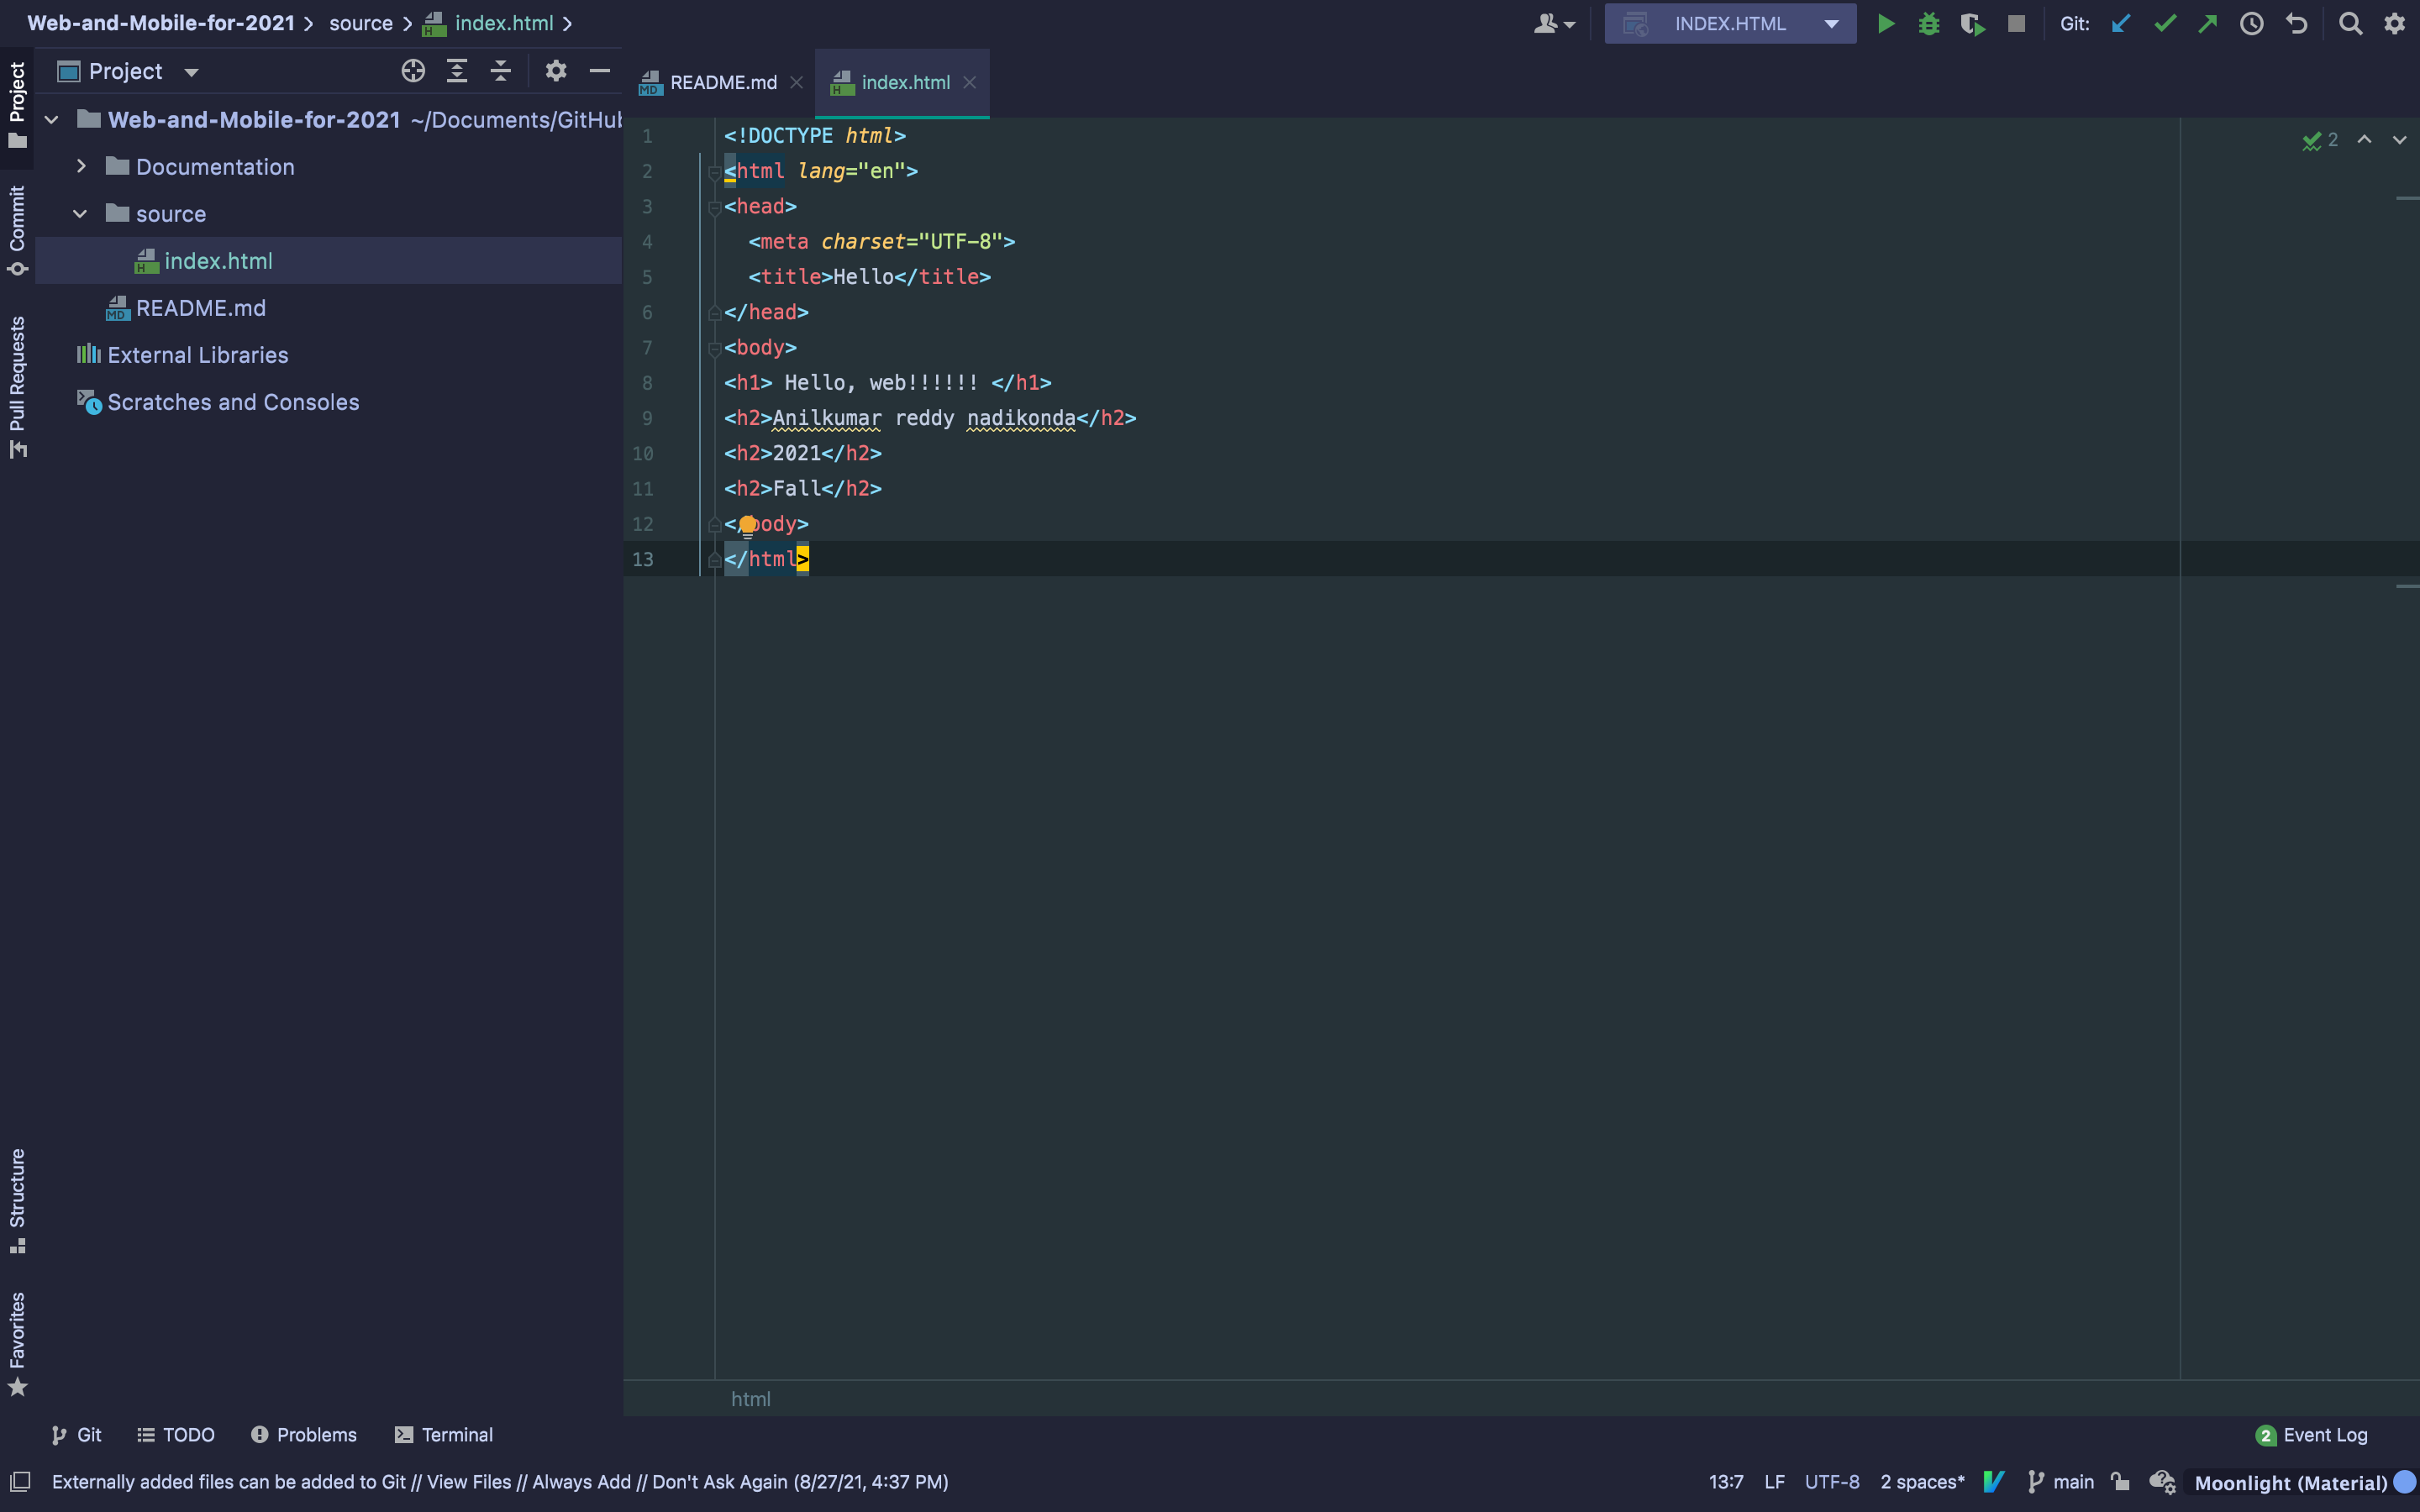 Web-and-Mobile-for-2021 source index.html
INDEX.HTML Git:
Project
Commit
Pull Requests
Structure
Favorites
Project
Web-and-Mobile-for-2021 ~/Documents/GitHub
Documentation
source
index.html
README.md
External Libraries
Scratches and Consoles
README.md index.html
2
1 <!DOCTYPE html>
2 <html lang="en">
3 <head>
4 <meta charset="UTF-8">
5 <title>Hello</title>
6 </head>
7 <body>
8 <h1> Hello, web!!!!!! </h1>
9 <h2>Anilkumar reddy nadikonda</h2>
10 <h2>2021</h2>
11 <h2>Fall</h2>
12 </body>
13 </html>
html
Git TODO Problems Terminal 2 Event Log
Externally added files can be added to Git // View Files // Always Add // Don't Ask Again (8/27/21, 4:37 PM) 13:7 LF UTF-8 2 spaces* main Moonlight (Material)